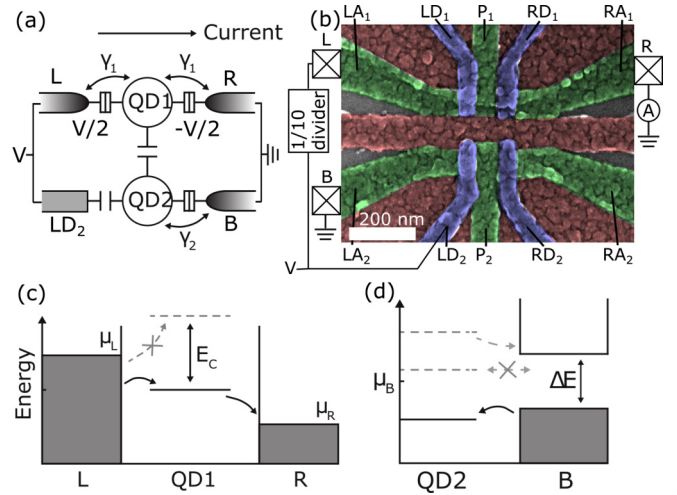 (a)
Current
L
γ₁
γ₁
R
QD1
V/2
-V/2
V
QD2
LD₂
γ₂
B
(b)
LA₁
LD₁
P₁
RD₁
RA₁
L
R
1/10
divider
A
B
200 nm
V
LA₂
LD₂
P₂
RD₂
RA₂
(c)
Energy
μL
EC
μR
L
QD1
R
(d)
μB
ΔE
QD2
B